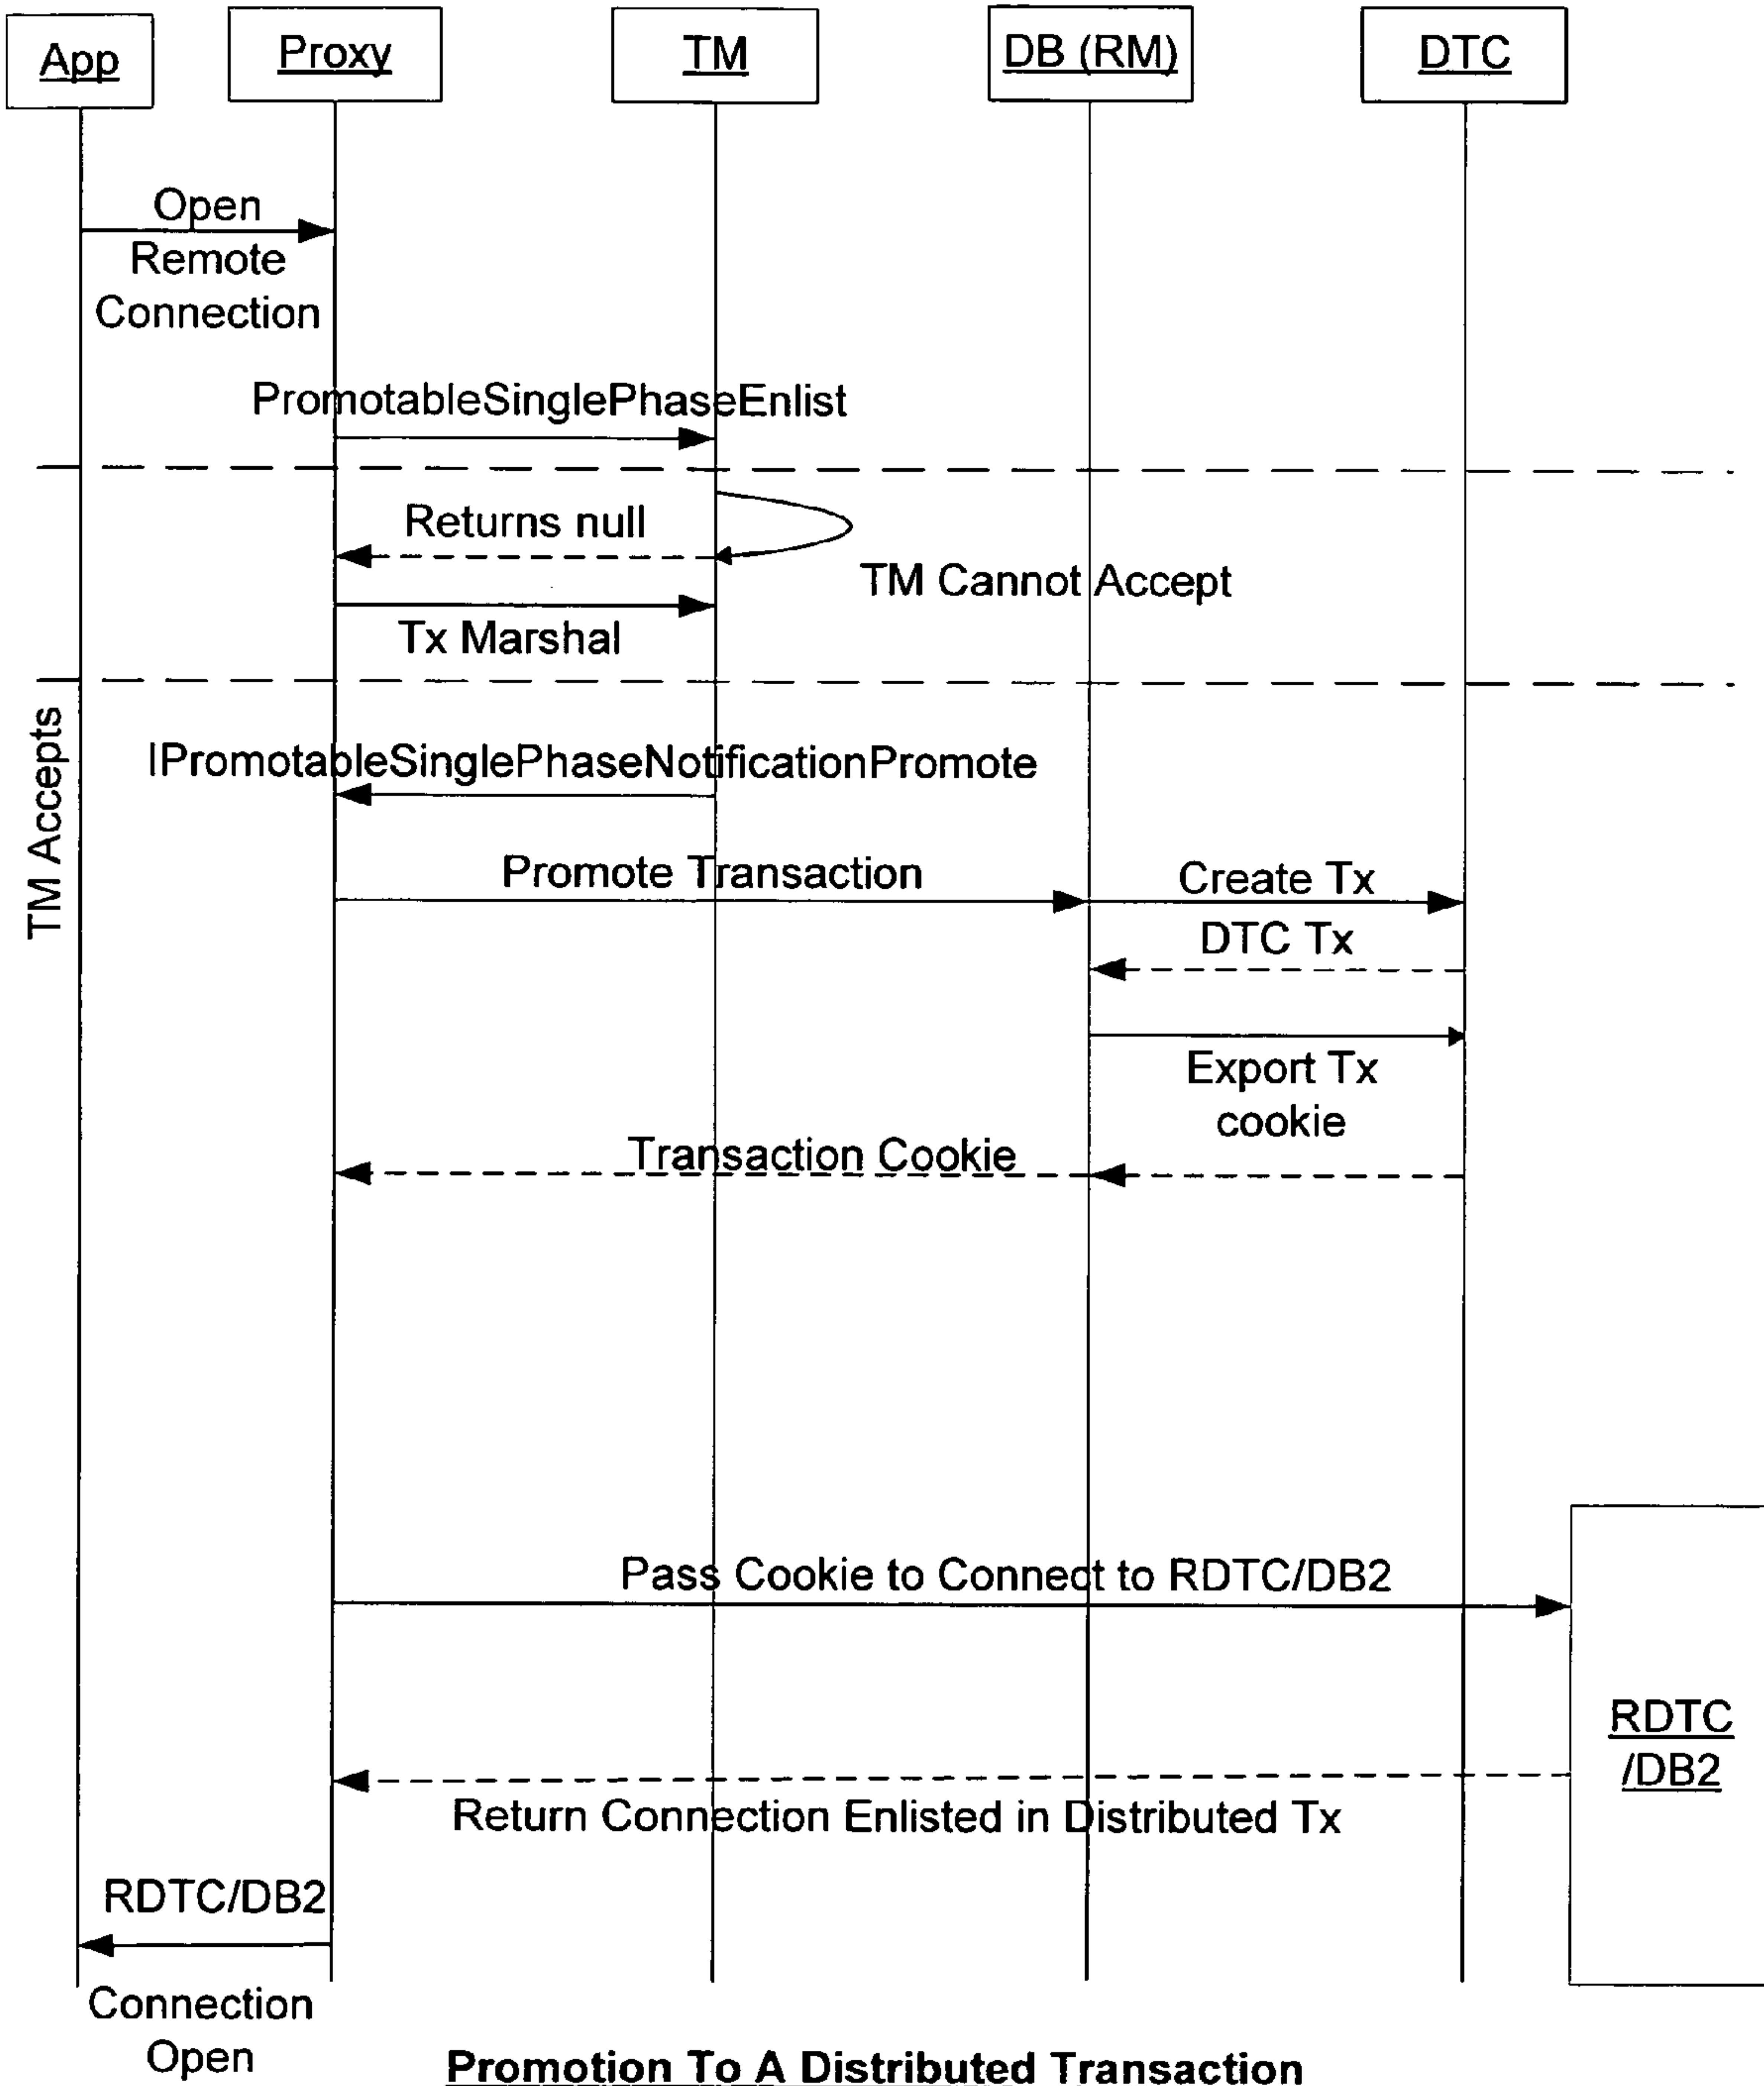 App
Proxy
TM
DB (RM)
DTC
Open
Remote
Connection
PromotableSinglePhaseEnlist
Returns null
TM Cannot Accept
Tx Marshal
TM Accepts
IPromotableSinglePhaseNotificationPromote
Promote Transaction
Create Tx
DTC Tx
Export Tx
cookie
Transaction Cookie
Pass Cookie to Connect to RDTC/DB2
RDTC
/DB2
Return Connection Enlisted in Distributed Tx
RDTC/DB2
Connection
Open
Promotion To A Distributed Transaction